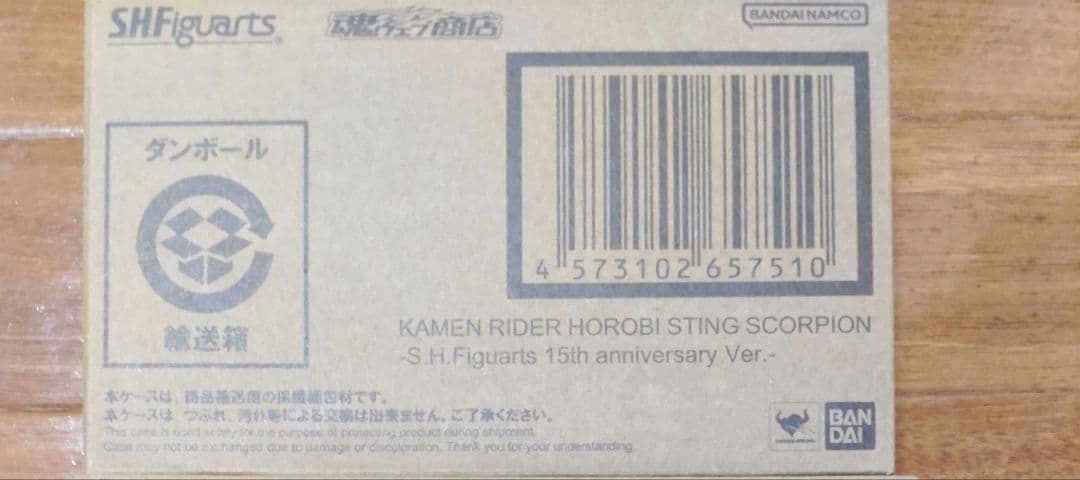 S.H.Figuarts
魂ウェブ商店
BANDAI NAMCO
ダンボール
輸送箱
4 573102 657510
KAMEN RIDER HOROBI STING SCORPION
-S.H.Figuarts 15th anniversary Ver.-
本ケースは、商品輸送用の保護梱包材です。
本ケースは、つぶれ、汚れ等による交換は出来ません。ご了承ください。
This case is used solely for the purpose of protecting product during shipment.
Case may not be exchanged due to damage or discoloration. Thank you for your understanding.
BAN
DAI